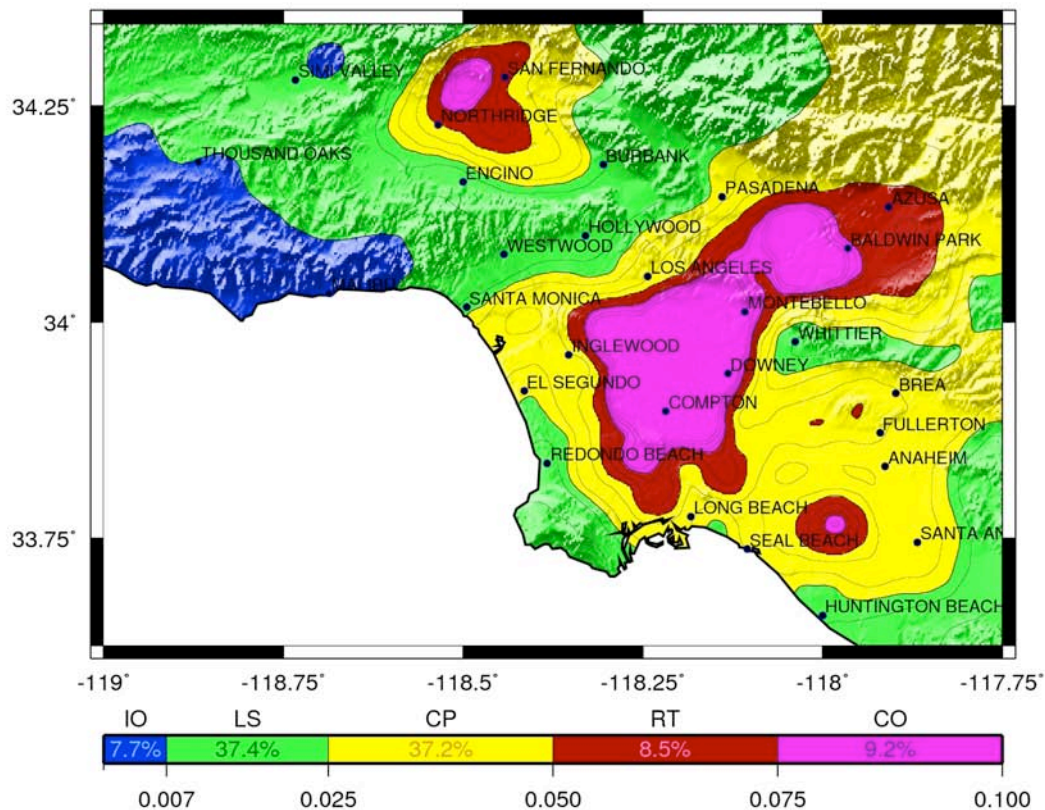 SIMI VALLEY
SAN FERNANDO
34.25°
NORTHRIDGE
THOUSAND OAKS
BURBANK
ENCINO
PASADENA
AZUSA
HOLLYWOOD
WESTWOOD
BALDWIN PARK
LOS ANGELES
MALIBU
SANTA MONICA
MONTEBELLO
34°
WHITTIER
INGLEWOOD
DOWNEY
EL SEGUNDO
BREA
COMPTON
FULLERTON
REDONDO BEACH
ANAHEIM
LONG BEACH
33.75°
SEAL BEACH
SANTA AN
HUNTINGTON BEACH
-119° -118.75° -118.5° -118.25° -118° -117.75°
IO LS CP RT CO
7.7% 37.4% 37.2% 8.5% 9.2%
0.007 0.025 0.050 0.075 0.100